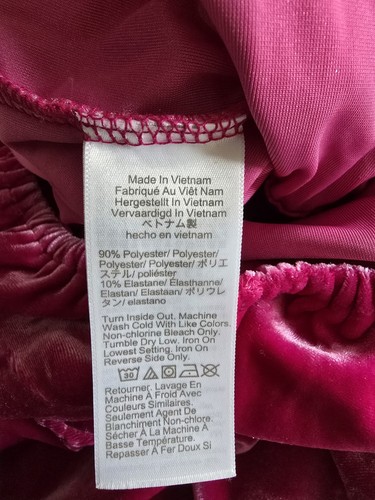 Made In Vietnam
Fabriqué Au Viêt Nam
Hergestellt In Vietnam
Vervaardigd In Vietnam
ベトナム製
hecho en vietnam
90% Polyester/ Polyester/
Polyester/ Polyester/ ポリエ
ステル/ poliéster
10% Elastane/ Élasthanne/
Elastan/ Elastaan/ ポリウレ
タン/ elastano
Turn Inside Out. Machine
Wash Cold With Like Colors.
Non-chlorine Bleach Only.
Tumble Dry Low. Iron On
Lowest Setting. Iron On
Reverse Side Only.
30
Retourner. Lavage En
Machine À Froid Avec
Couleurs Similaires.
Seulement Agent De
Blanchiment Non-chlore.
Sécher À La Machine À
Basse Température.
Repasser À Fer Doux Si